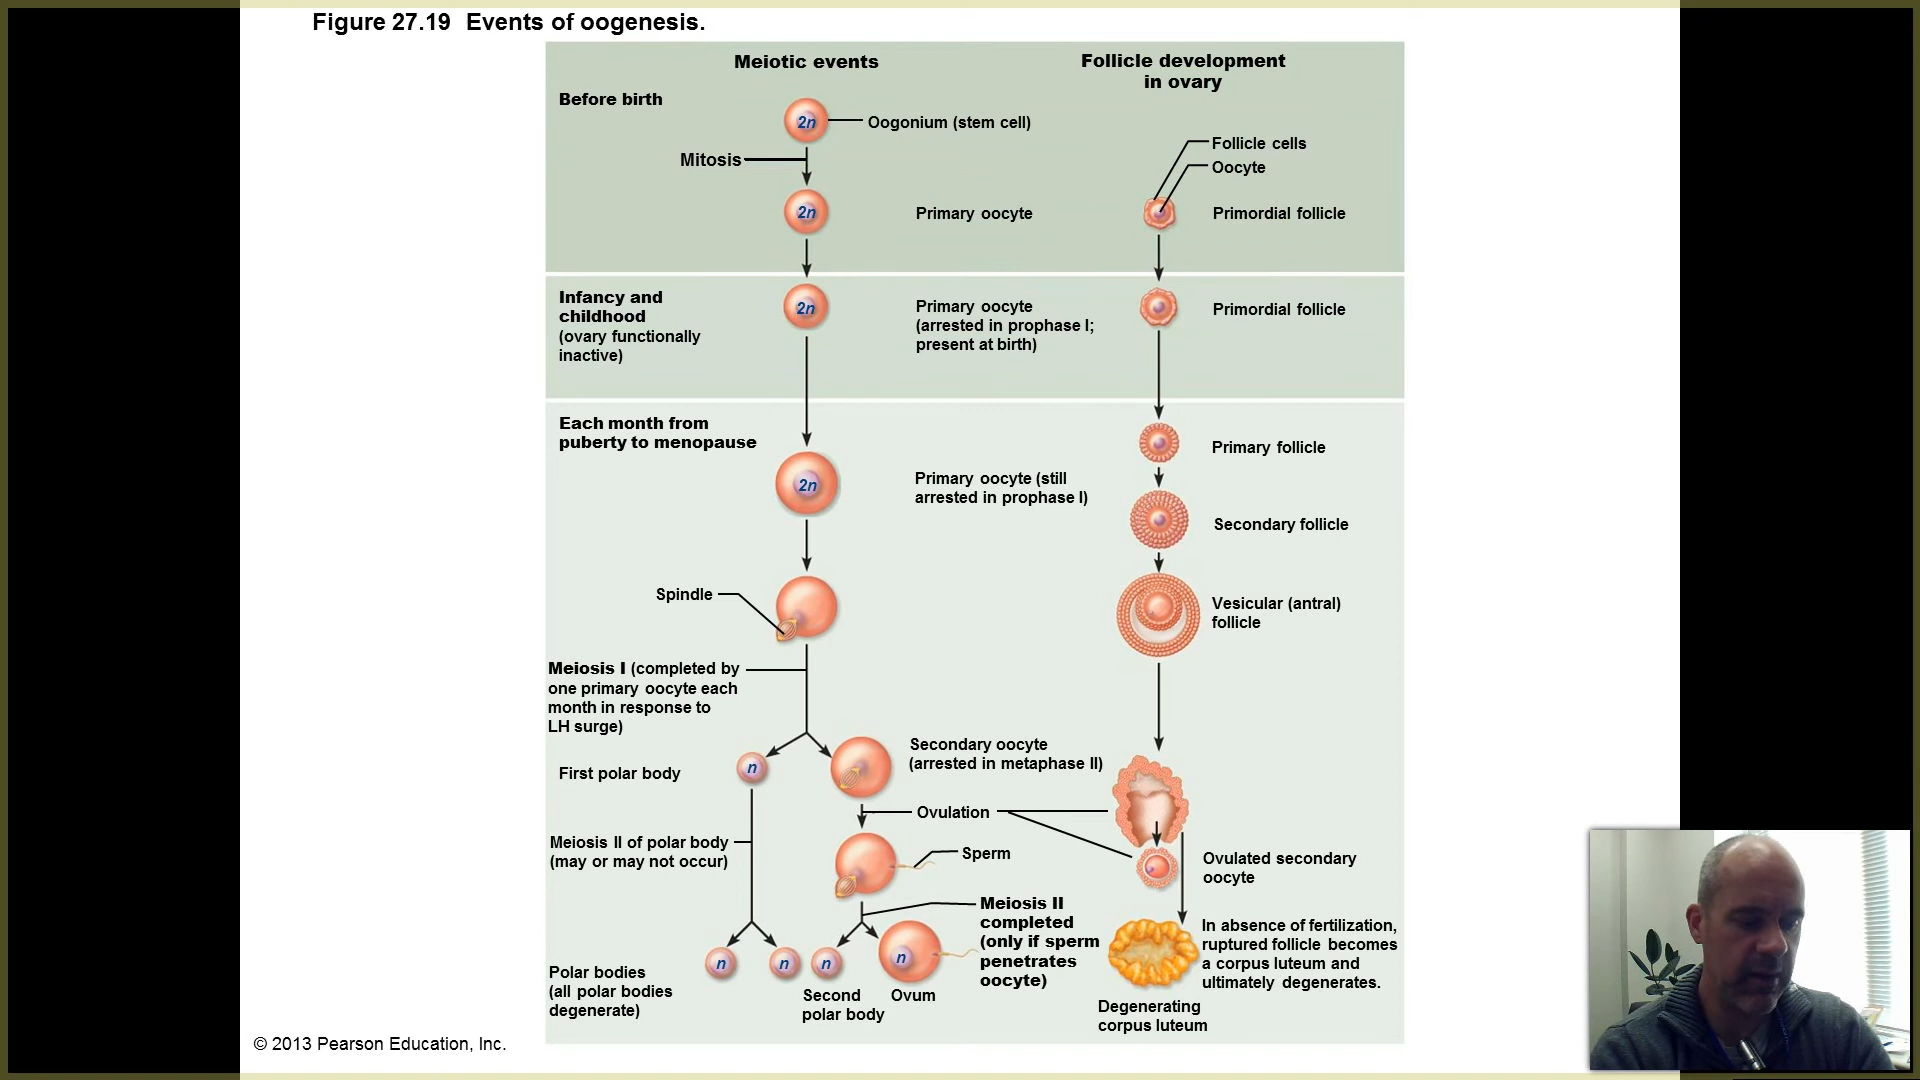 Figure 27.19 Events of oogenesis.
Meiotic events
Follicle development
in ovary
Before birth
2n
Oogonium (stem cell)
Follicle cells
Mitosis
Oocyte
2n
Primary oocyte
Primordial follicle
Infancy and
childhood
(ovary functionally
inactive)
2n
Primary oocyte
(arrested in prophase I;
present at birth)
Primordial follicle
Each month from
puberty to menopause
Primary follicle
2n
Primary oocyte (still
arrested in prophase I)
Secondary follicle
Spindle
Vesicular (antral)
follicle
Meiosis I (completed by
one primary oocyte each
month in response to
LH surge)
Secondary oocyte
(arrested in metaphase II)
First polar body
n
Ovulation
Meiosis II of polar body
(may or may not occur)
Sperm
Ovulated secondary
oocyte
Meiosis II
completed
(only if sperm
penetrates
oocyte)
In absence of fertilization,
ruptured follicle becomes
a corpus luteum and
ultimately degenerates.
n
n
n
n
Polar bodies
(all polar bodies
degenerate)
Second
polar body
Ovum
Degenerating
corpus luteum
© 2013 Pearson Education, Inc.